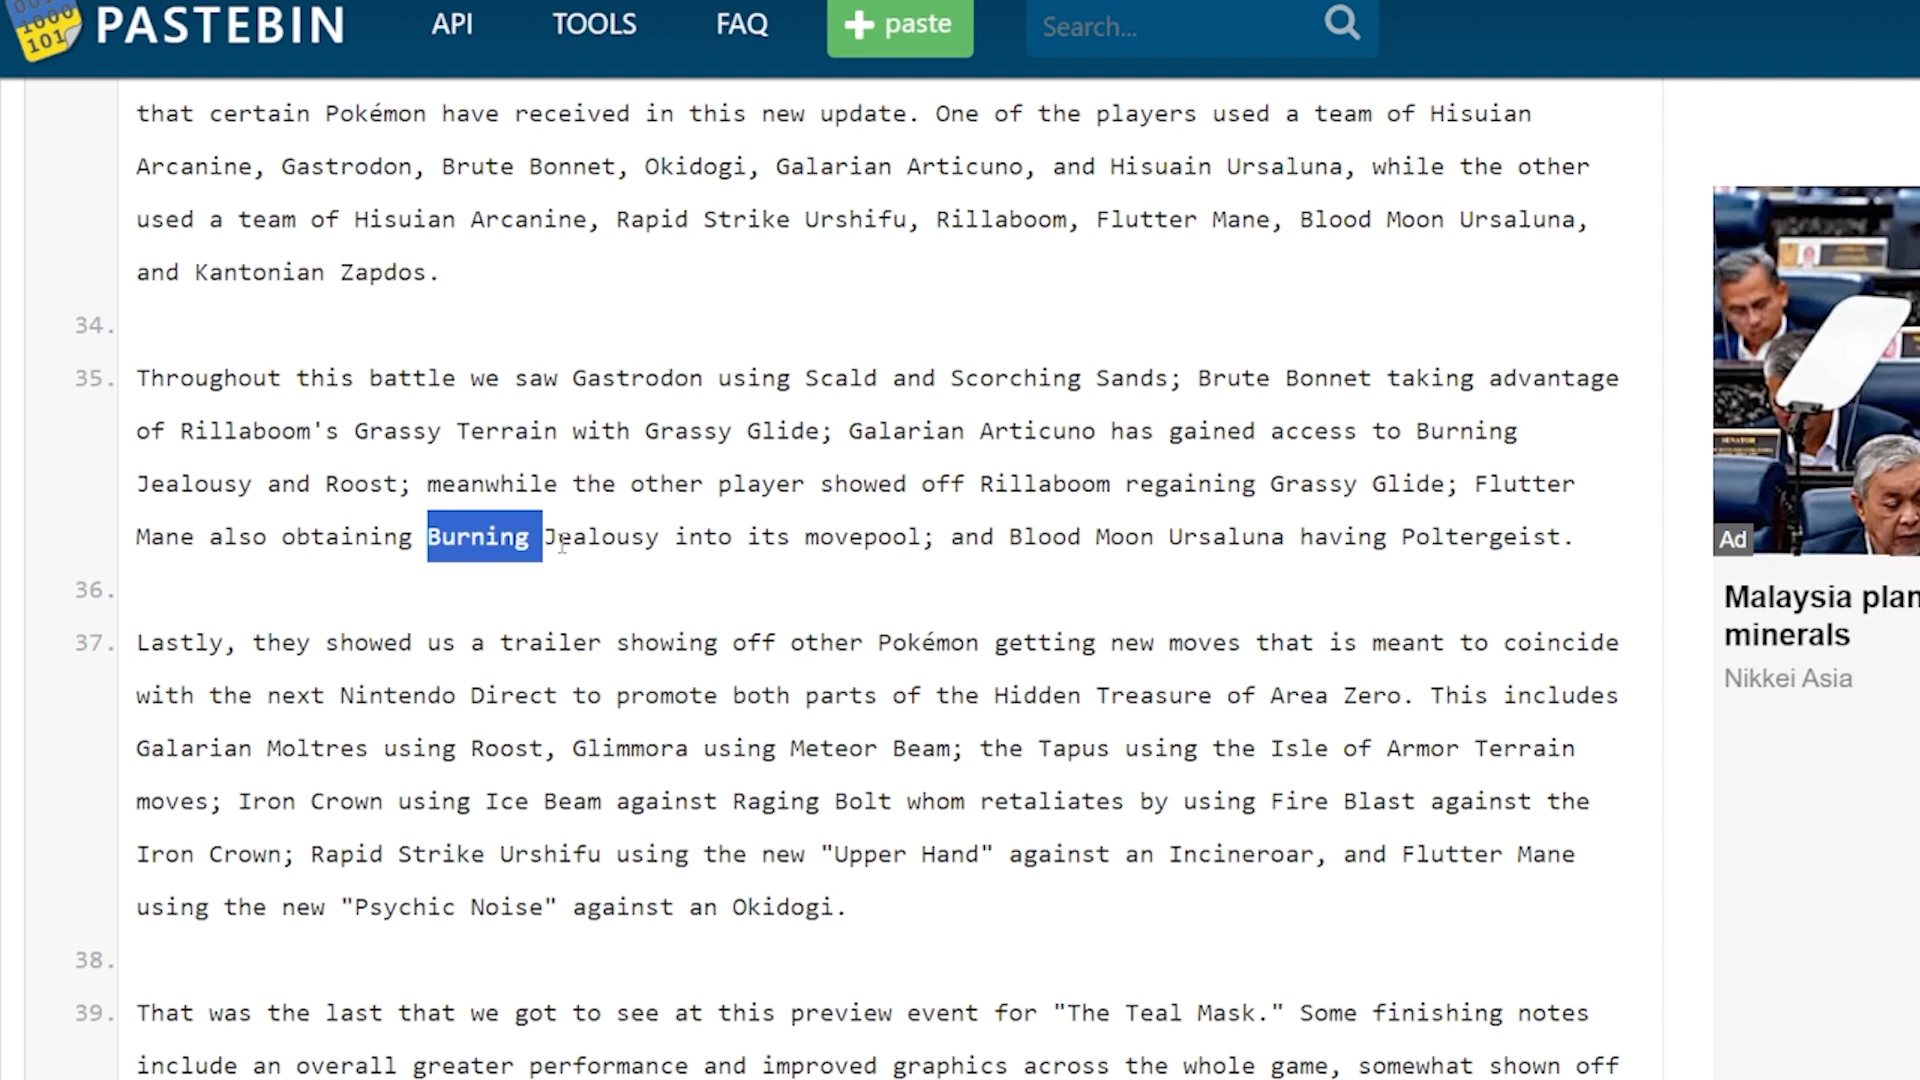 PASTEBIN API TOOLS FAQ + paste Search...
that certain Pokémon have received in this new update. One of the players used a team of Hisuian
Arcanine, Gastrodon, Brute Bonnet, Okidogi, Galarian Articuno, and Hisuain Ursaluna, while the other
used a team of Hisuian Arcanine, Rapid Strike Urshifu, Rillaboom, Flutter Mane, Blood Moon Ursaluna,
and Kantonian Zapdos.
34.
35. Throughout this battle we saw Gastrodon using Scald and Scorching Sands; Brute Bonnet taking advantage
of Rillaboom's Grassy Terrain with Grassy Glide; Galarian Articuno has gained access to Burning
Jealousy and Roost; meanwhile the other player showed off Rillaboom regaining Grassy Glide; Flutter
Mane also obtaining Burning Jealousy into its movepool; and Blood Moon Ursaluna having Poltergeist.
36.
37. Lastly, they showed us a trailer showing off other Pokémon getting new moves that is meant to coincide
with the next Nintendo Direct to promote both parts of the Hidden Treasure of Area Zero. This includes
Galarian Moltres using Roost, Glimmora using Meteor Beam; the Tapus using the Isle of Armor Terrain
moves; Iron Crown using Ice Beam against Raging Bolt whom retaliates by using Fire Blast against the
Iron Crown; Rapid Strike Urshifu using the new "Upper Hand" against an Incineroar, and Flutter Mane
using the new "Psychic Noise" against an Okidogi.
38.
39. That was the last that we got to see at this preview event for "The Teal Mask." Some finishing notes
include an overall greater performance and improved graphics across the whole game, somewhat shown off
Ad
Malaysia plan
minerals
Nikkei Asia